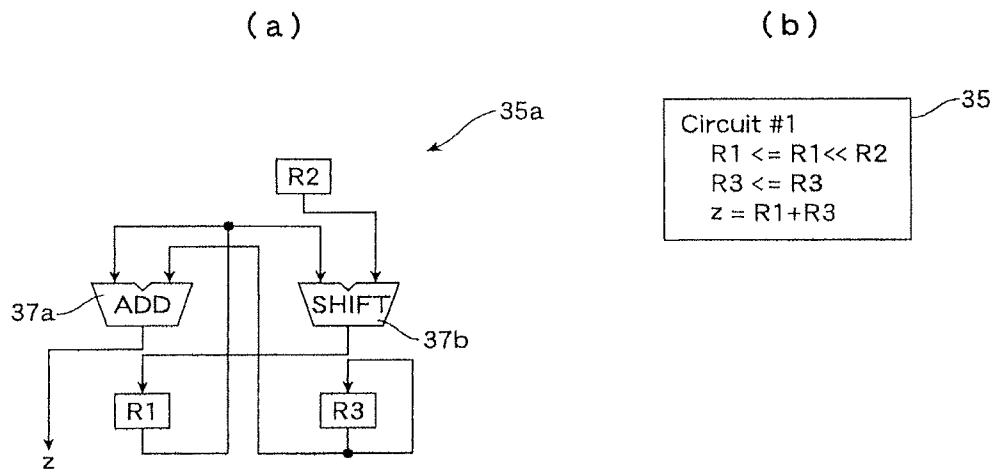 (a)
(b)
35a
35
Circuit #1
R1 <= R1<< R2
R3 <= R3
z = R1+R3
R2
ADD
SHIFT
37a
37b
R1
R3
z